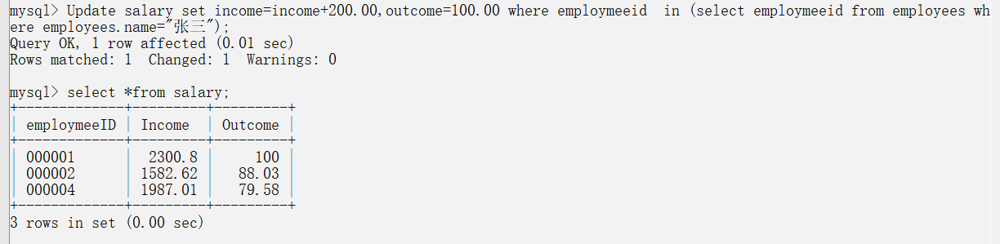 mysql> Update salary set income=income+200.00,outcome=100.00 where employmeeid  in (select employmeeid from employees wh
ere employees.name="张三");
Query OK, 1 row affected (0.01 sec)
Rows matched: 1  Changed: 1  Warnings: 0
mysql> select *from salary;
+-------------+---------+---------+
| employmeeID | Income  | Outcome |
+-------------+---------+---------+
| 000001      |  2300.8 |     100 |
| 000002      | 1582.62 |   88.03 |
| 000004      | 1987.01 |   79.58 |
+-------------+---------+---------+
3 rows in set (0.00 sec)